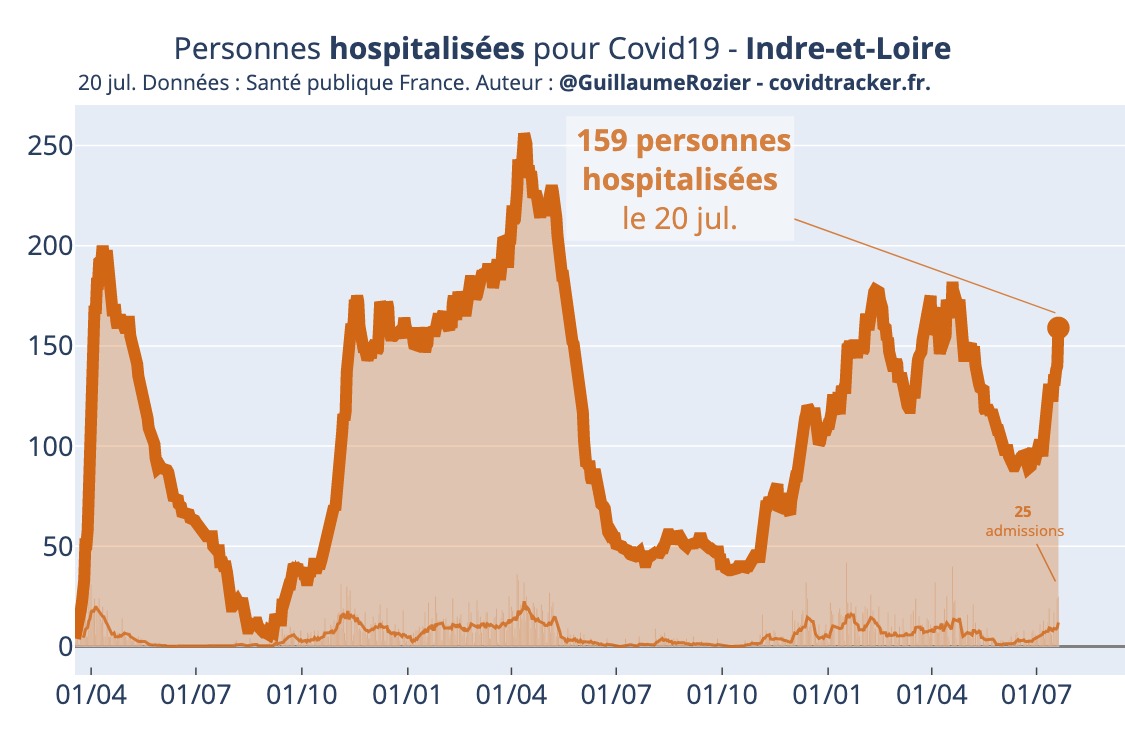 Personnes hospitalisées pour Covid19 - Indre-et-Loire
20 jul. Données : Santé publique France. Auteur : @GuillaumeRozier - covidtracker.fr.
159 personnes
hospitalisées
le 20 jul.
250
200
150
100
50
0
25
admissions
01/04 01/07 01/10 01/01 01/04 01/07 01/10 01/01 01/04 01/07